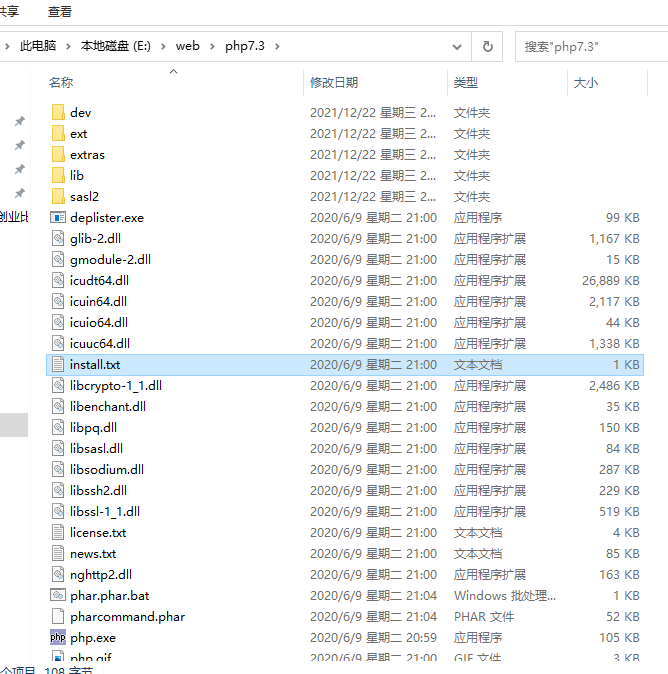 共享 查看
此电脑 本地磁盘 (E:) web php7.3 搜索"php7.3"
名称 修改日期 类型 大小
dev 2021/12/22 星期三 2... 文件夹
ext 2021/12/22 星期三 2... 文件夹
extras 2021/12/22 星期三 2... 文件夹
lib 2021/12/22 星期三 2... 文件夹
sasl2 2021/12/22 星期三 2... 文件夹
创业比 deplister.exe 2020/6/9 星期二 21:00 应用程序 99 KB
glib-2.dll 2020/6/9 星期二 21:00 应用程序扩展 1,167 KB
gmodule-2.dll 2020/6/9 星期二 21:00 应用程序扩展 15 KB
icudt64.dll 2020/6/9 星期二 21:00 应用程序扩展 26,889 KB
icuin64.dll 2020/6/9 星期二 21:00 应用程序扩展 2,117 KB
icuio64.dll 2020/6/9 星期二 21:00 应用程序扩展 44 KB
icuuc64.dll 2020/6/9 星期二 21:00 应用程序扩展 1,338 KB
install.txt 2020/6/9 星期二 21:00 文本文档 1 KB
libcrypto-1_1.dll 2020/6/9 星期二 21:00 应用程序扩展 2,486 KB
libenchant.dll 2020/6/9 星期二 21:00 应用程序扩展 35 KB
libpq.dll 2020/6/9 星期二 21:00 应用程序扩展 150 KB
libsasl.dll 2020/6/9 星期二 21:00 应用程序扩展 84 KB
libsodium.dll 2020/6/9 星期二 21:00 应用程序扩展 287 KB
libssh2.dll 2020/6/9 星期二 21:00 应用程序扩展 229 KB
libssl-1_1.dll 2020/6/9 星期二 21:00 应用程序扩展 519 KB
license.txt 2020/6/9 星期二 21:00 文本文档 4 KB
news.txt 2020/6/9 星期二 21:00 文本文档 85 KB
nghttp2.dll 2020/6/9 星期二 21:00 应用程序扩展 163 KB
phar.phar.bat 2020/6/9 星期二 21:04 Windows 批处理... 1 KB
pharcommand.phar 2020/6/9 星期二 21:04 PHAR 文件 52 KB
php php.exe 2020/6/9 星期二 20:59 应用程序 105 KB
php.gif 2020/6/9 星期二 21:00 GIF 文件 3 KB
个项目 108 字节